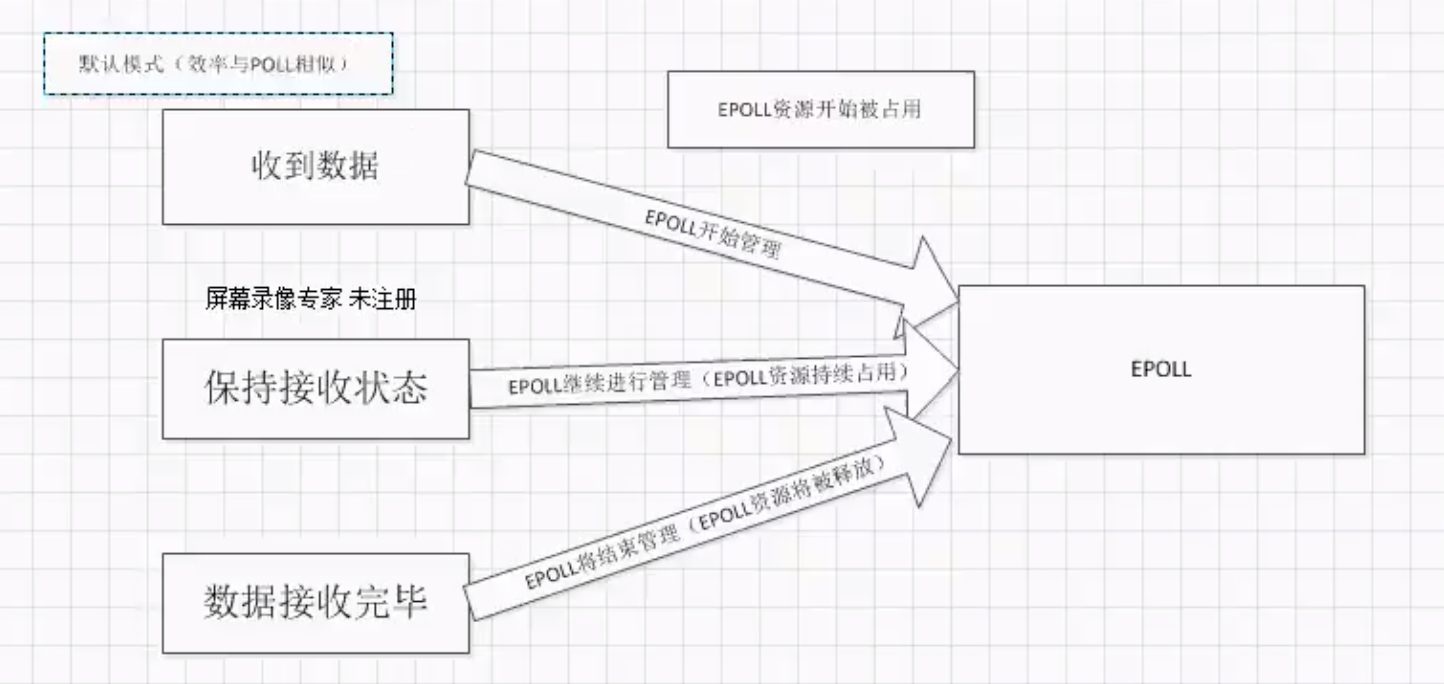 默认模式（效率与POLL相似）
EPOLL资源开始被占用
收到数据
EPOLL开始管理
屏幕录像专家 未注册
保持接收状态
EPOLL继续进行管理（EPOLL资源持续占用）
EPOLL
EPOLL将结束管理（EPOLL资源将被释放）
数据接收完毕